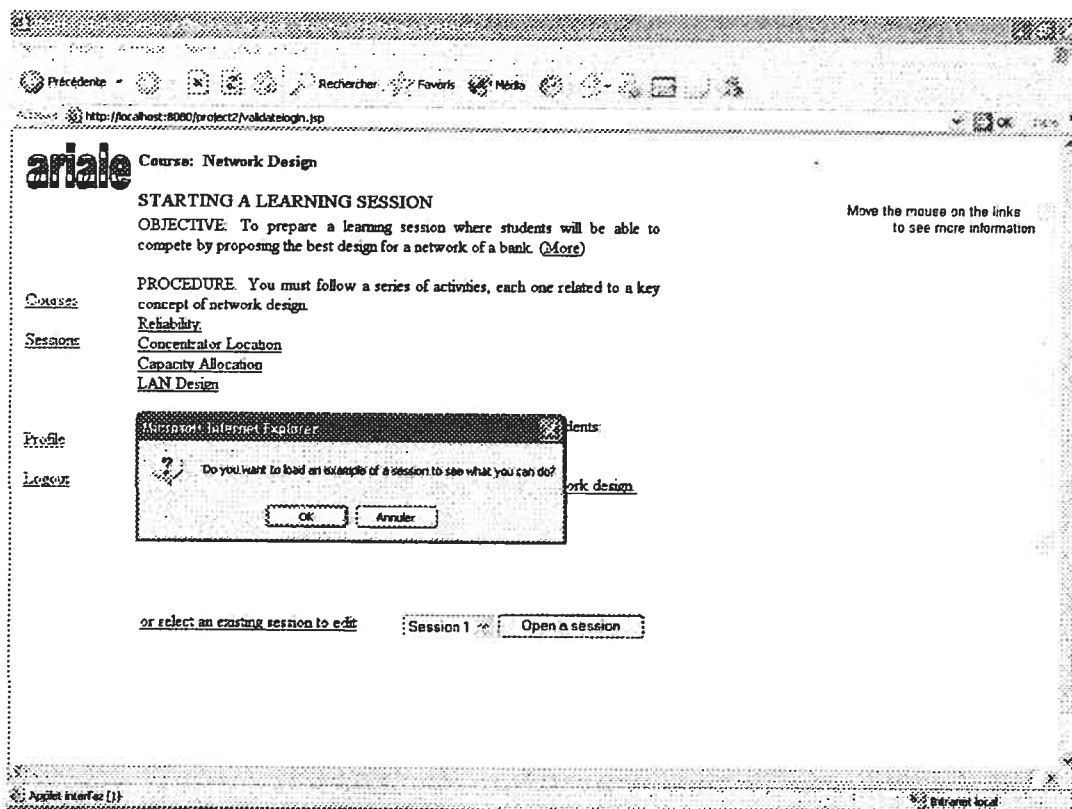 Précédente
Rechercher
Favoris
Média
http://localhost:8080/project2/validatelogin.jsp
OK
ariale
Course: Network Design
STARTING A LEARNING SESSION
OBJECTIVE: To prepare a learning session where students will be able to
compete by proposing the best design for a network of a bank. (More)
Move the mouse on the links
to see more information
PROCEDURE. You must follow a series of activities, each one related to a key
concept of network design.
Reliability.
Concentrator Location
Capacity Allocation
LAN Design
Courses
Sessions
Profile
Logout
Microsoft Internet Explorer
dents:
Do you want to load an example of a session to see what you can do?
ork design.
OK
Annuler
or select an existing session to edit
Session 1
Open a session
Applet interfaz []}
Intranet local